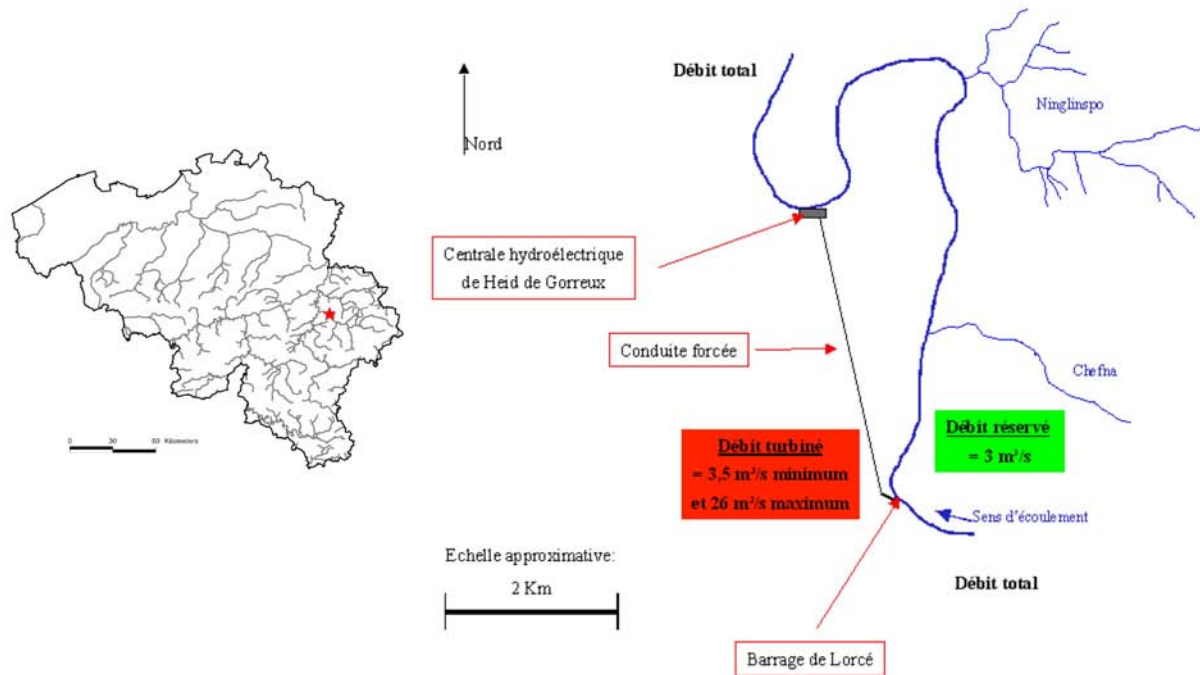 Débit total
Ninglinspo
Nord
Centrale hydroélectrique
de Heid de Gorreux
Conduite forcée
Chefna
Débit réservé
= 3 m³/s
Débit turbiné
= 3,5 m³/s minimum
et 26 m³/s maximum
Sens d'écoulement
Echelle approximative:
2 Km
Débit total
Barrage de Lorcé
0 30 60 Kilometers